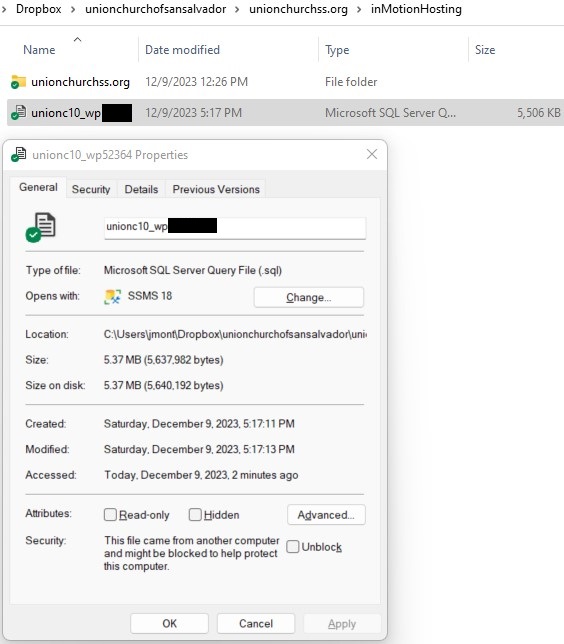 > Dropbox > unionchurchofsansalvador > unionchurchss.org > inMotionHosting
Name Date modified Type Size
unionchurchss.org 12/9/2023 12:26 PM File folder
unionc10_wp 12/9/2023 5:17 PM Microsoft SQL Server Q... 5,506 KB
unionc10_wp52364 Properties
General Security Details Previous Versions
unionc10_wp
Type of file: Microsoft SQL Server Query File (.sql)
Opens with: SSMS 18 Change...
Location: C:\Users\jmont\Dropbox\unionchurchofsansalvador\uni
Size: 5.37 MB (5,637,982 bytes)
Size on disk: 5.37 MB (5,640,192 bytes)
Created: Saturday, December 9, 2023, 5:17:11 PM
Modified: Saturday, December 9, 2023, 5:17:13 PM
Accessed: Today, December 9, 2023, 2 minutes ago
Attributes: Read-only Hidden Advanced...
Security: This file came from another computer
and might be blocked to help protect Unblock
this computer.
OK Cancel Apply